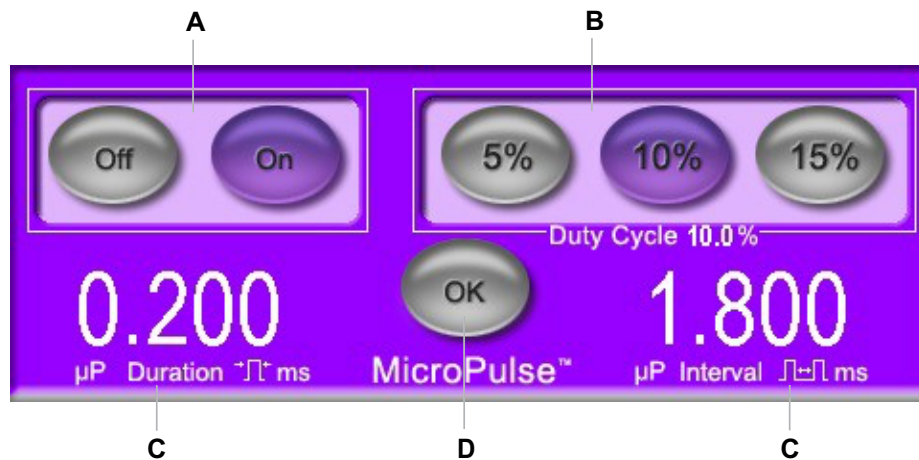 A B
Off On 5% 10% 15%
Duty Cycle 10.0%
0.200 OK 1.800
µP Duration ms MicroPulse™ µP Interval ms
C D C